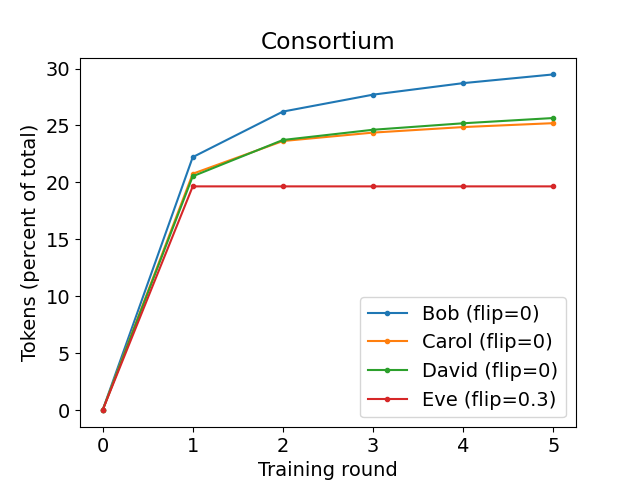 Consortium
Tokens (percent of total)
30
25
20
15
10
5
0
Bob (flip=0)
Carol (flip=0)
David (flip=0)
Eve (flip=0.3)
0 1 2 3 4 5
Training round